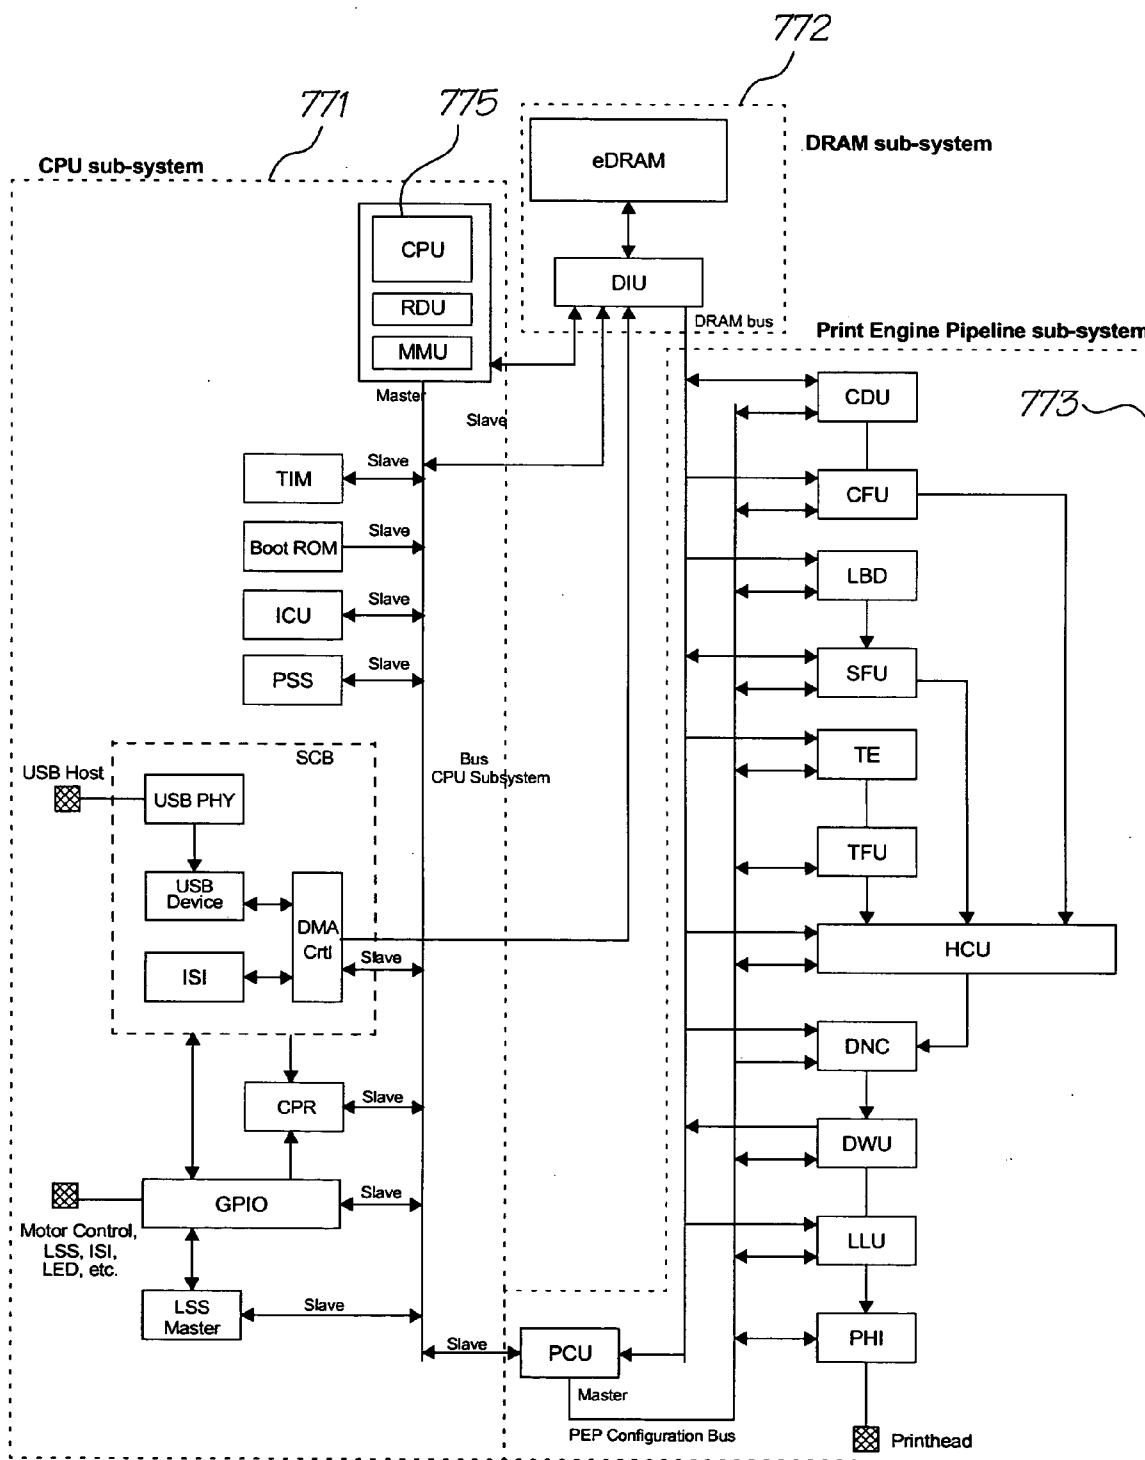 772
771
775
CPU sub-system
DRAM sub-system
eDRAM
CPU
DIU
RDU
DRAM bus
MMU
Print Engine Pipeline sub-system
Master
Slave
CDU
773
TIM
Slave
CFU
Boot ROM
Slave
LBD
ICU
Slave
PSS
Slave
SFU
SCB
Bus
CPU Subsystem
TE
USB Host
USB PHY
TFU
USB
Device
DMA
Crtl
Slave
HCU
ISI
DNC
CPR
Slave
DWU
GPIO
Slave
Motor Control,
LSS, ISI,
LED, etc.
LLU
LSS
Master
Slave
PHI
Slave
PCU
Master
PEP Configuration Bus
Printhead